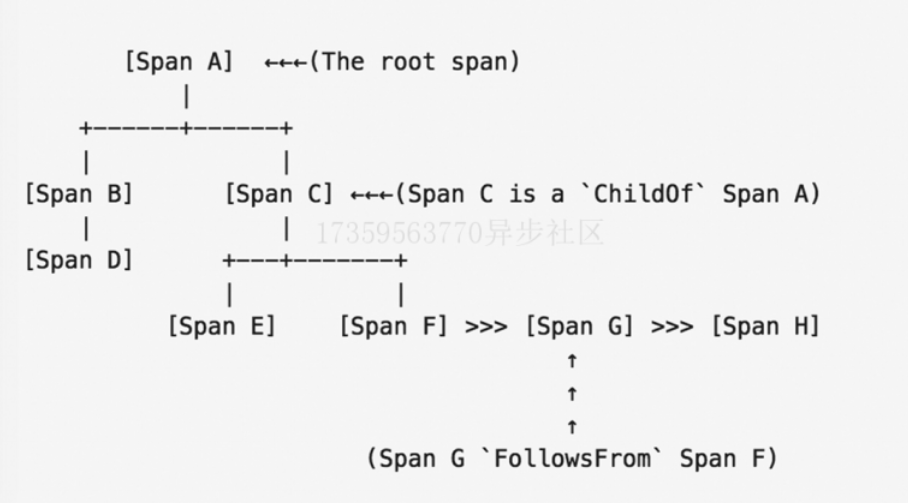 [Span A] ←←←(The root span)
|
+------+------+
| |
[Span B] [Span C] ←←←(Span C is a `ChildOf` Span A)
| | 17359563770异步社区
[Span D] +---+-------+
| |
[Span E] [Span F] >>> [Span G] >>> [Span H]
↑
↑
↑
(Span G `FollowsFrom` Span F)